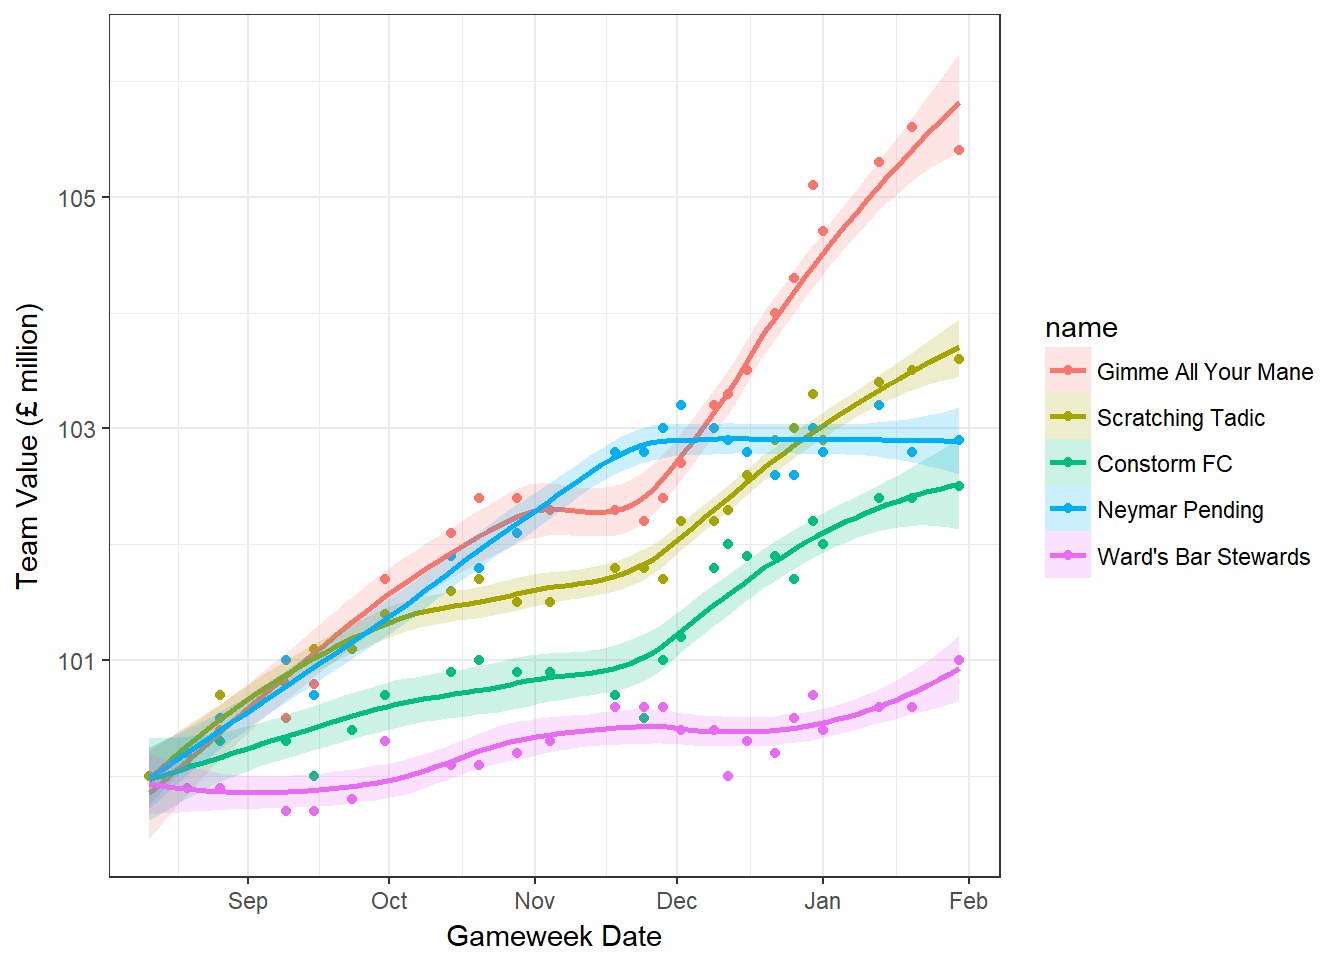 Team Value (£ million)
105
103
101
Sep Oct Nov Dec Jan Feb
Gameweek Date
name
Gimme All Your Mane
Scratching Tadic
Constorm FC
Neymar Pending
Ward's Bar Stewards